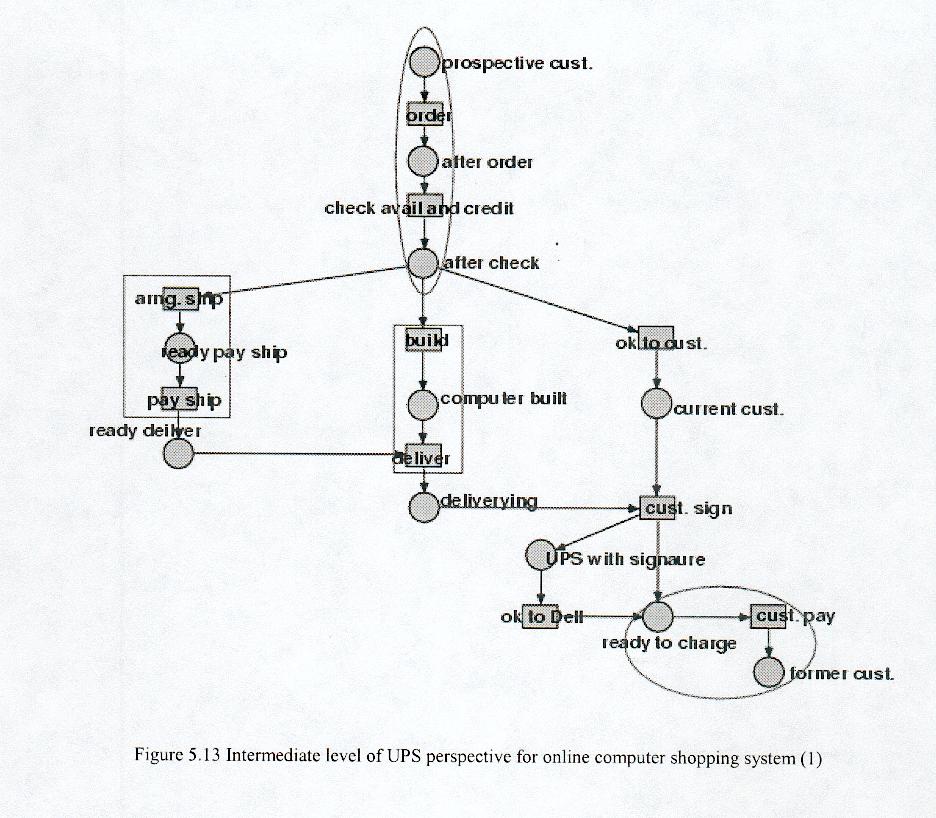 prospective cust.
order
after order
check avail and credit
after check
arng. ship
build
ok to cust.
ready pay ship
pay ship
computer built
current cust.
ready deilver
deliver
deliverying
cust. sign
UPS with signaure
ok to Dell
cust. pay
ready to charge
former cust.
Figure 5.13 Intermediate level of UPS perspective for online computer shopping system (1)